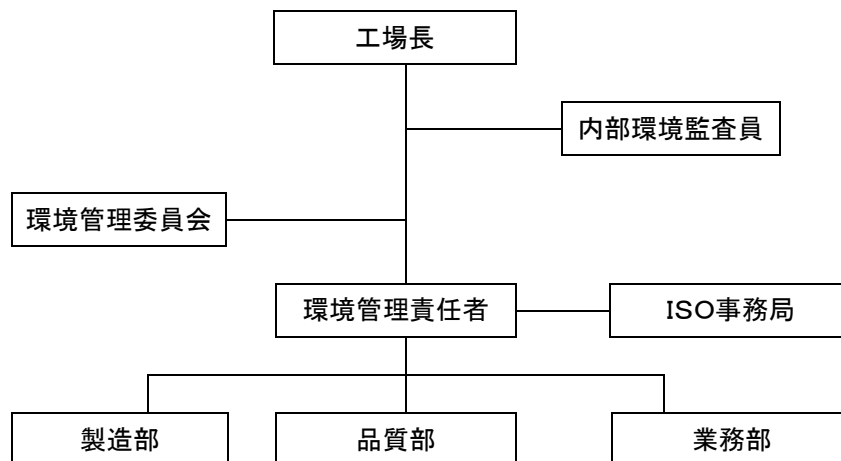 工場長
内部環境監査員
環境管理委員会
環境管理責任者
ISO事務局
製造部
品質部
業務部